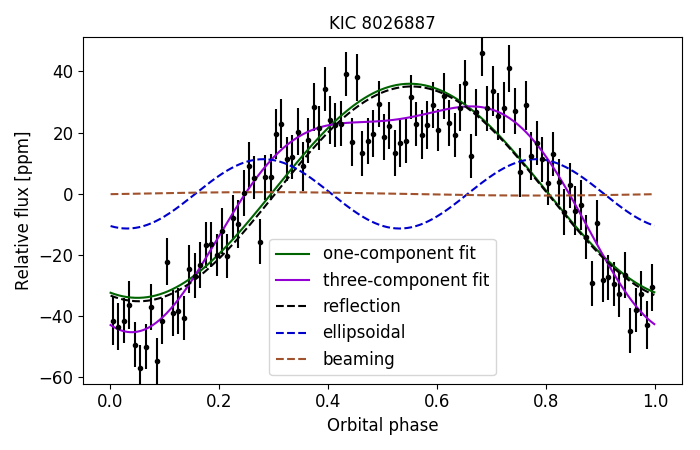 KIC 8026887
Relative flux [ppm]
40
20
0
−20
−40
−60
one-component fit
three-component fit
reflection
ellipsoidal
beaming
0.0 0.2 0.4 0.6 0.8 1.0
Orbital phase